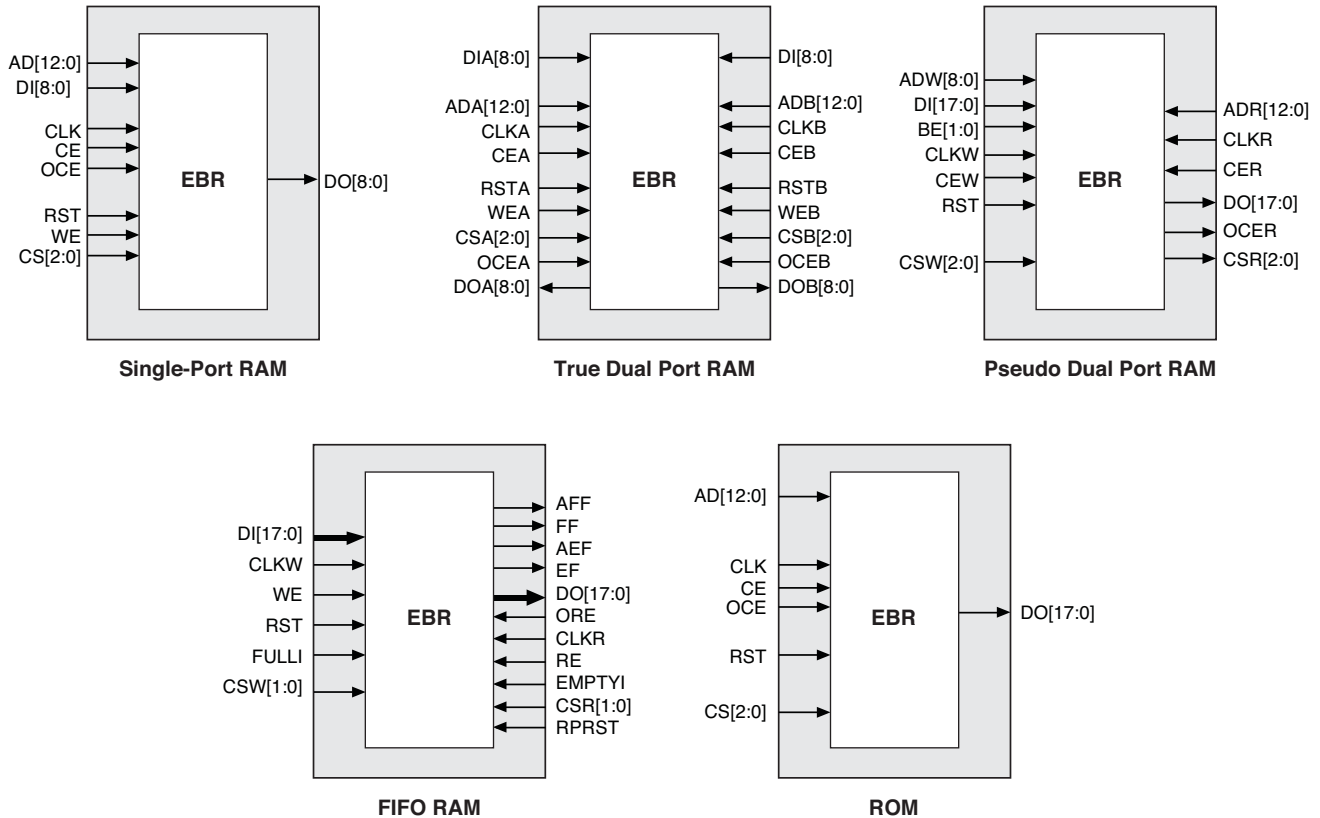 AD[12:0]
DI[8:0]
CLK
CE
OCE
RST
WE
CS[2:0]
EBR
DO[8:0]
Single-Port RAM
DIA[8:0]
ADA[12:0]
CLKA
CEA
RSTA
WEA
CSA[2:0]
OCEA
DOA[8:0]
EBR
DI[8:0]
ADB[12:0]
CLKB
CEB
RSTB
WEB
CSB[2:0]
OCEB
DOB[8:0]
True Dual Port RAM
ADW[8:0]
DI[17:0]
BE[1:0]
CLKW
CEW
RST
CSW[2:0]
EBR
ADR[12:0]
CLKR
CER
DO[17:0]
OCER
CSR[2:0]
Pseudo Dual Port RAM
DI[17:0]
CLKW
WE
RST
FULLI
CSW[1:0]
EBR
AFF
FF
AEF
EF
DO[17:0]
ORE
CLKR
RE
EMPTYI
CSR[1:0]
RPRST
FIFO RAM
AD[12:0]
CLK
CE
OCE
RST
CS[2:0]
EBR
DO[17:0]
ROM